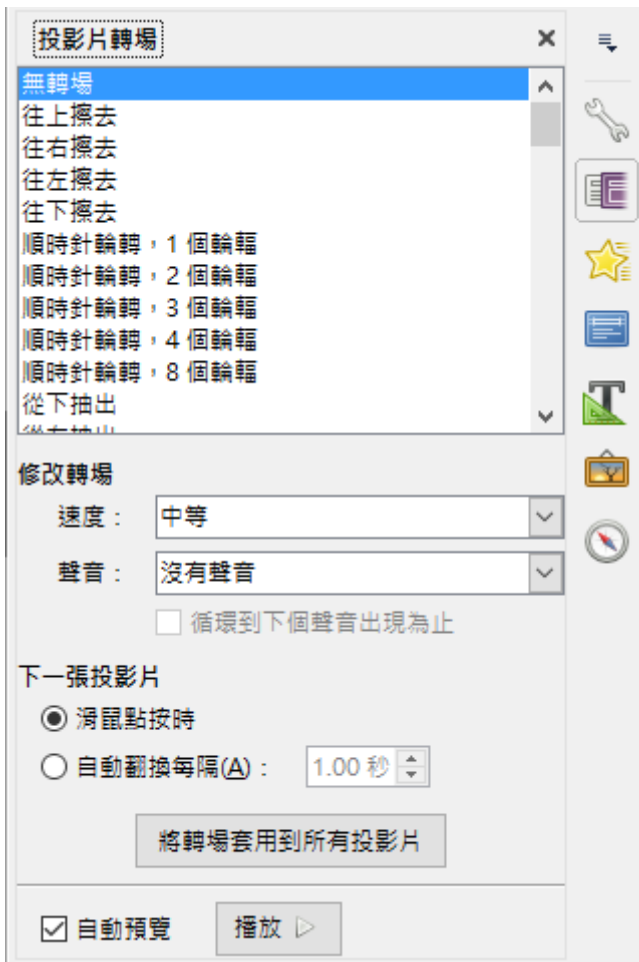 投影片轉場
無轉場
往上擦去
往右擦去
往左擦去
往下擦去
順時針輪轉，1 個輪輻
順時針輪轉，2 個輪輻
順時針輪轉，3 個輪輻
順時針輪轉，4 個輪輻
順時針輪轉，8 個輪輻
從下抽出
修改轉場
速度： 中等
聲音： 沒有聲音
循環到下個聲音出現為止
下一張投影片
滑鼠點按時
自動翻換每隔(A)： 1.00 秒
將轉場套用到所有投影片
自動預覽 播放